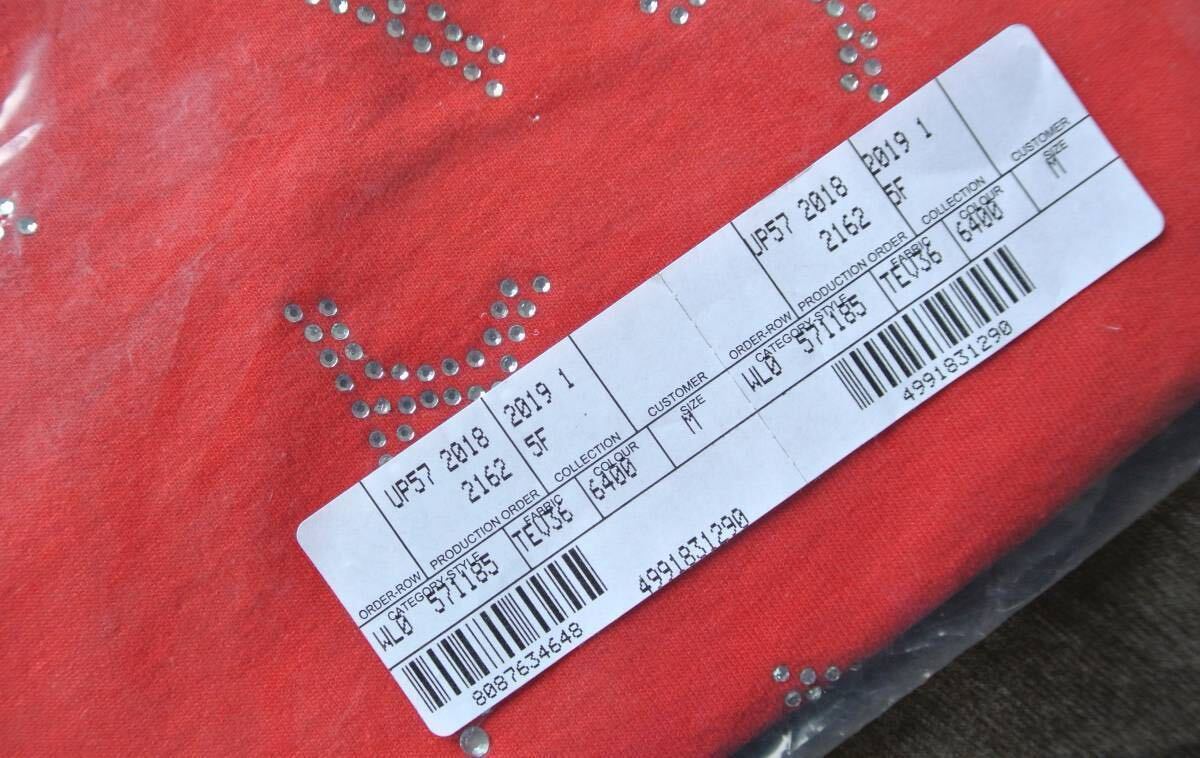 UP57 2018 2019 1
2162 5F
ORDER-ROW PRODUCTION ORDER COLLECTION CUSTOMER
CATEGORY-STYLE FABRIC COLOUR SIZE
WL0 571185 TEV36 6400 M
8087634648 4991831290
UP57 2018 2019 1
2162 5F
ORDER-ROW PRODUCTION ORDER COLLECTION CUSTOMER
CATEGORY-STYLE FABRIC COLOUR SIZE
WL0 571185 TEV36 6400 M
4991831290